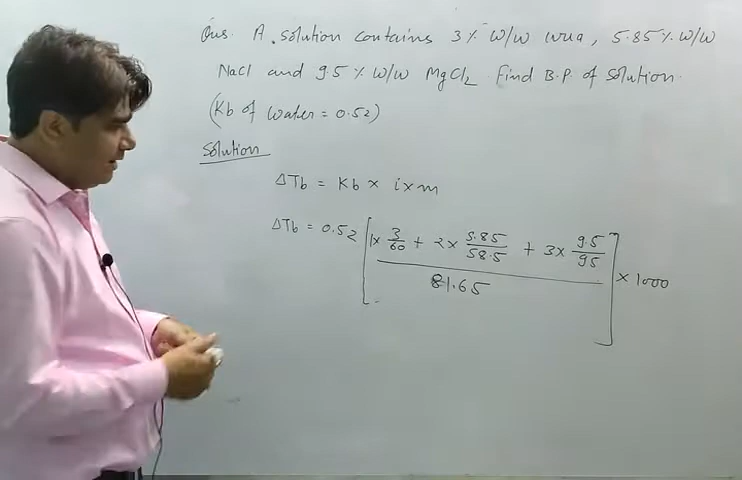 Ques. A solution contains 3% W/W urea, 5.85% W/W
NaCl and 9.5% W/W MgCl2. Find B.P. of solution.
(Kb of water = 0.52)
Solution
ΔTb = Kb × i × m
ΔTb = 0.52 [1× 3/60 + 2× 5.85/58.5 + 3× 9.5/95
81.65 ] × 1000